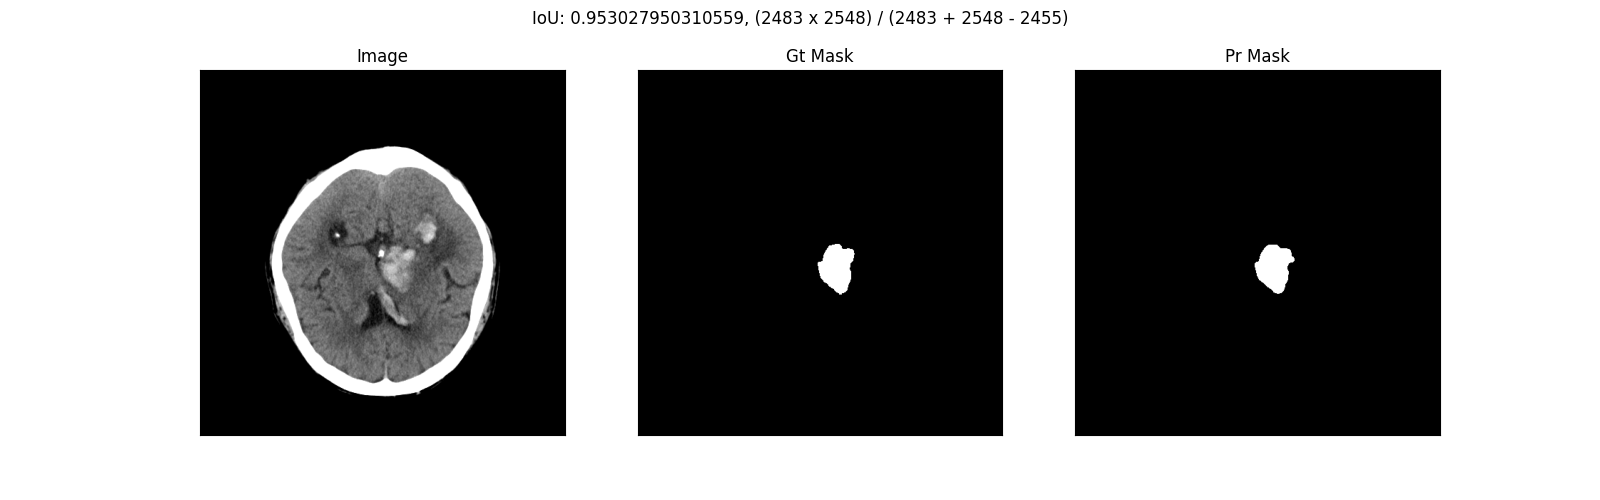 IoU: 0.953027950310559, (2483 x 2548) / (2483 + 2548 - 2455)
Image
Gt Mask
Pr Mask